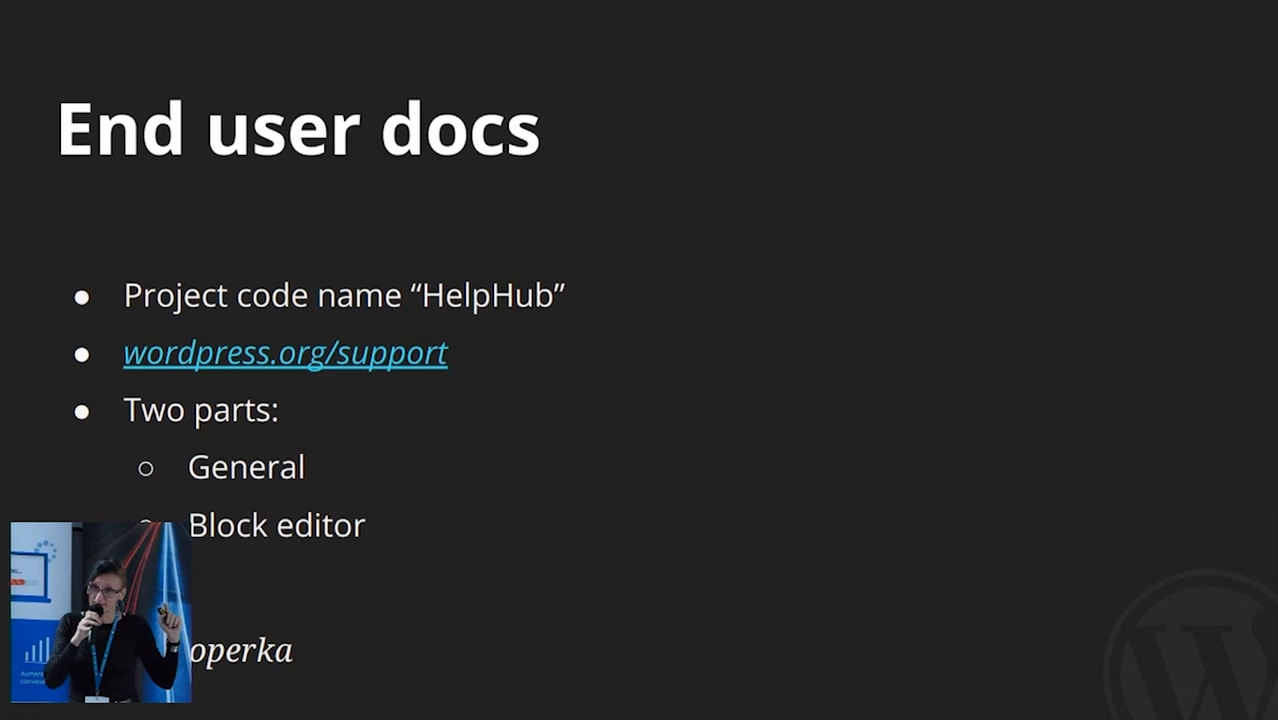 End user docs
● Project code name “HelpHub”
● wordpress.org/support
● Two parts:
○ General
○ Block editor
operka